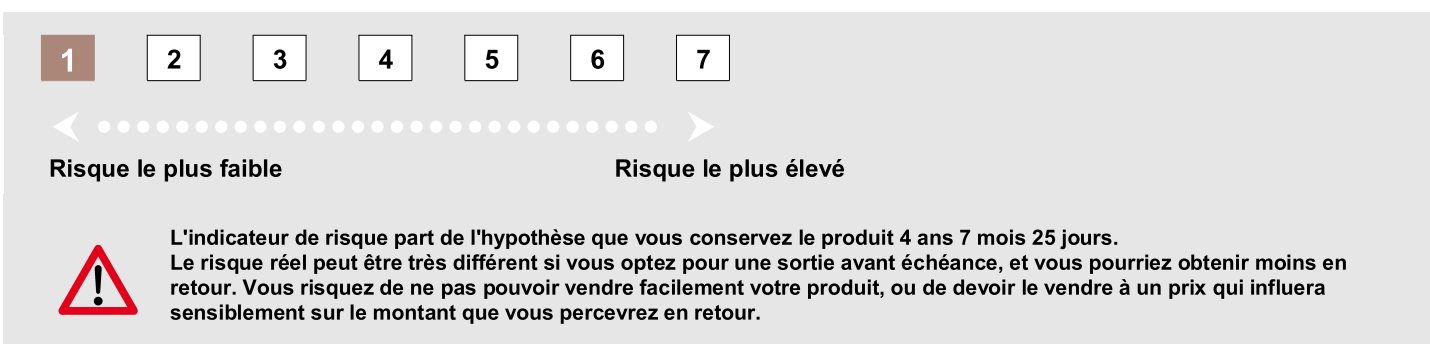 1 2 3 4 5 6 7
Risque le plus faible Risque le plus élevé
L'indicateur de risque part de l'hypothèse que vous conservez le produit 4 ans 7 mois 25 jours.
Le risque réel peut être très différent si vous optez pour une sortie avant échéance, et vous pourriez obtenir moins en
retour. Vous risquez de ne pas pouvoir vendre facilement votre produit, ou de devoir le vendre à un prix qui influera
sensiblement sur le montant que vous percevrez en retour.